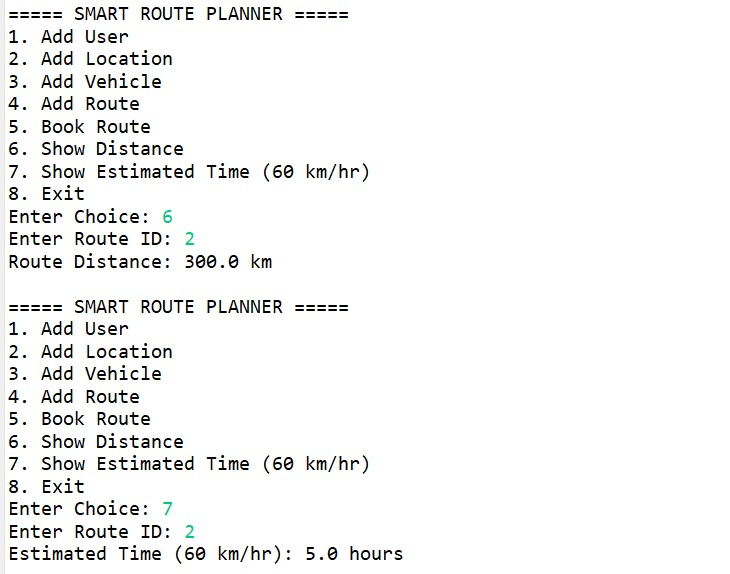 ===== SMART ROUTE PLANNER =====
1. Add User
2. Add Location
3. Add Vehicle
4. Add Route
5. Book Route
6. Show Distance
7. Show Estimated Time (60 km/hr)
8. Exit
Enter Choice: 6
Enter Route ID: 2
Route Distance: 300.0 km

===== SMART ROUTE PLANNER =====
1. Add User
2. Add Location
3. Add Vehicle
4. Add Route
5. Book Route
6. Show Distance
7. Show Estimated Time (60 km/hr)
8. Exit
Enter Choice: 7
Enter Route ID: 2
Estimated Time (60 km/hr): 5.0 hours